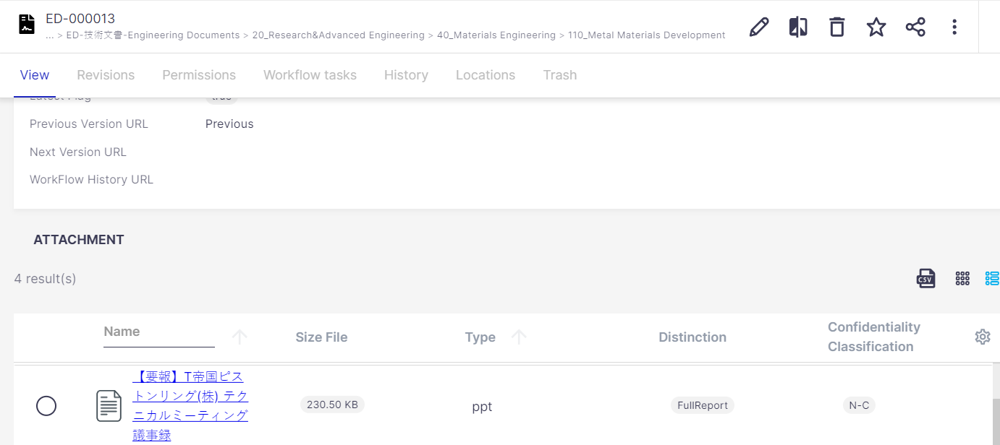 ED-000013
... > ED-技術文書-Engineering Documents > 20_Research&Advanced Engineering > 40_Materials Engineering > 110_Metal Materials Development
View Revisions Permissions Workflow tasks History Locations Trash
Latest Flag true
Previous Version URL Previous
Next Version URL
WorkFlow History URL
ATTACHMENT
4 result(s)
CSV
Name Size File Type Distinction Confidentiality Classification
【要報】T帝国ピス
トンリング(株) テク
ニカルミーティング
議事録
230.50 KB ppt FullReport N-C